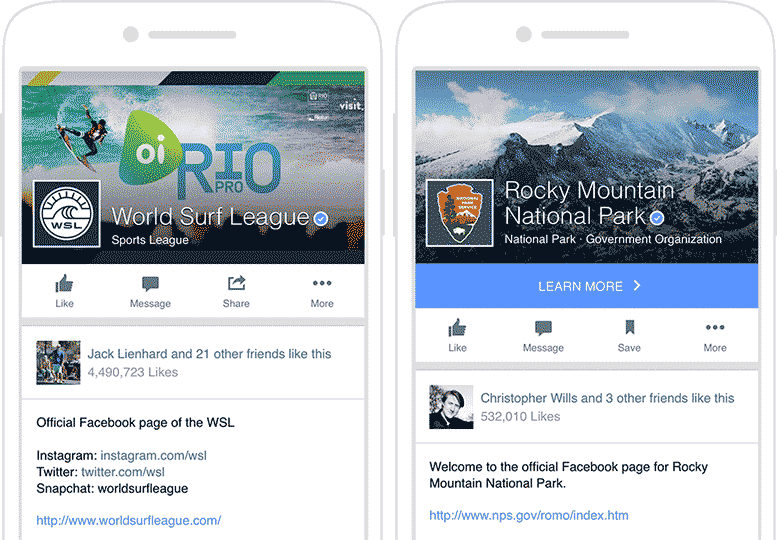 RIO
visit.
oi RIO
PRO
WSL
World Surf League
Sports League
Like Message Share More
Jack Lienhard and 21 other friends like this
4,490,723 Likes
Official Facebook page of the WSL
Instagram: instagram.com/wsl
Twitter: twitter.com/wsl
Snapchat: worldsurfleague
http://www.worldsurfleague.com/
NATIONAL
PARK
SERVICE
Rocky Mountain
National Park
National Park · Government Organization
LEARN MORE
Like Message Save More
Christopher Wills and 3 other friends like this
532,010 Likes
Welcome to the official Facebook page for Rocky
Mountain National Park.
http://www.nps.gov/romo/index.htm